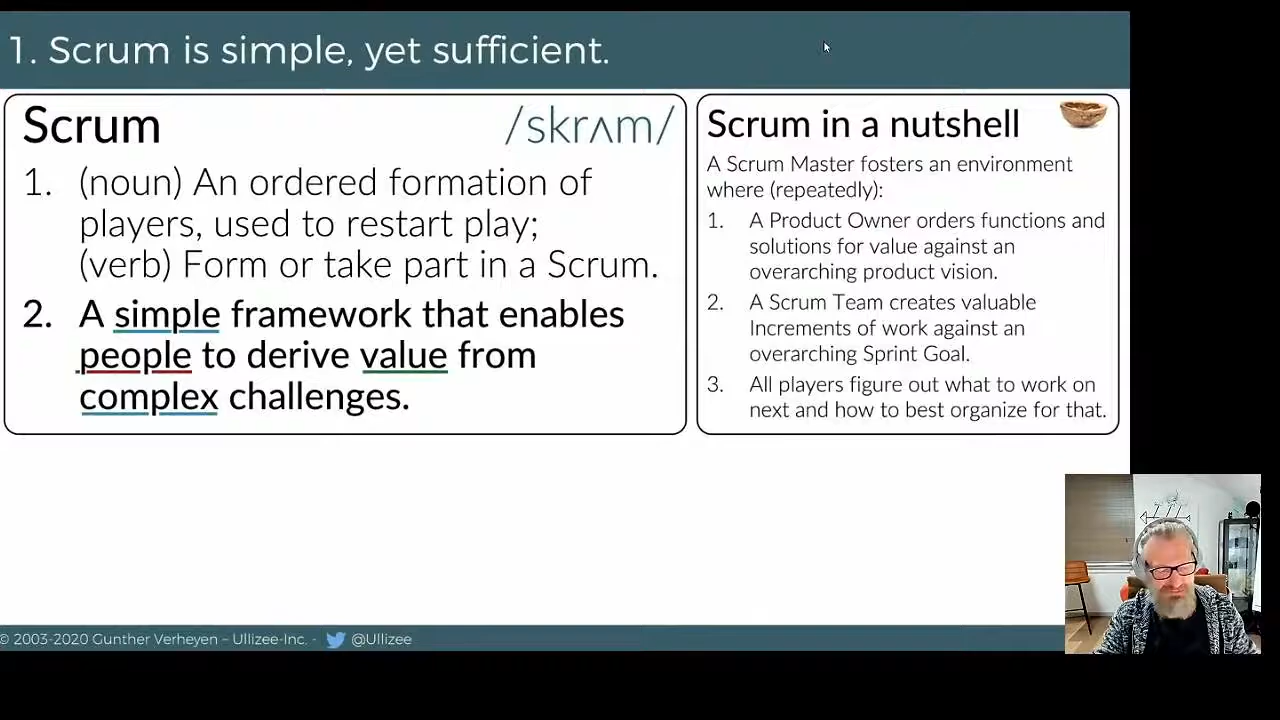 1. Scrum is simple, yet sufficient.
Scrum /skrʌm/
1. (noun) An ordered formation of
players, used to restart play;
(verb) Form or take part in a Scrum.
2. A simple framework that enables
people to derive value from
complex challenges.
Scrum in a nutshell
A Scrum Master fosters an environment
where (repeatedly):
1. A Product Owner orders functions and
solutions for value against an
overarching product vision.
2. A Scrum Team creates valuable
Increments of work against an
overarching Sprint Goal.
3. All players figure out what to work on
next and how to best organize for that.
© 2003-2020 Gunther Verheyen – Ullizee-Inc. - @Ullizee